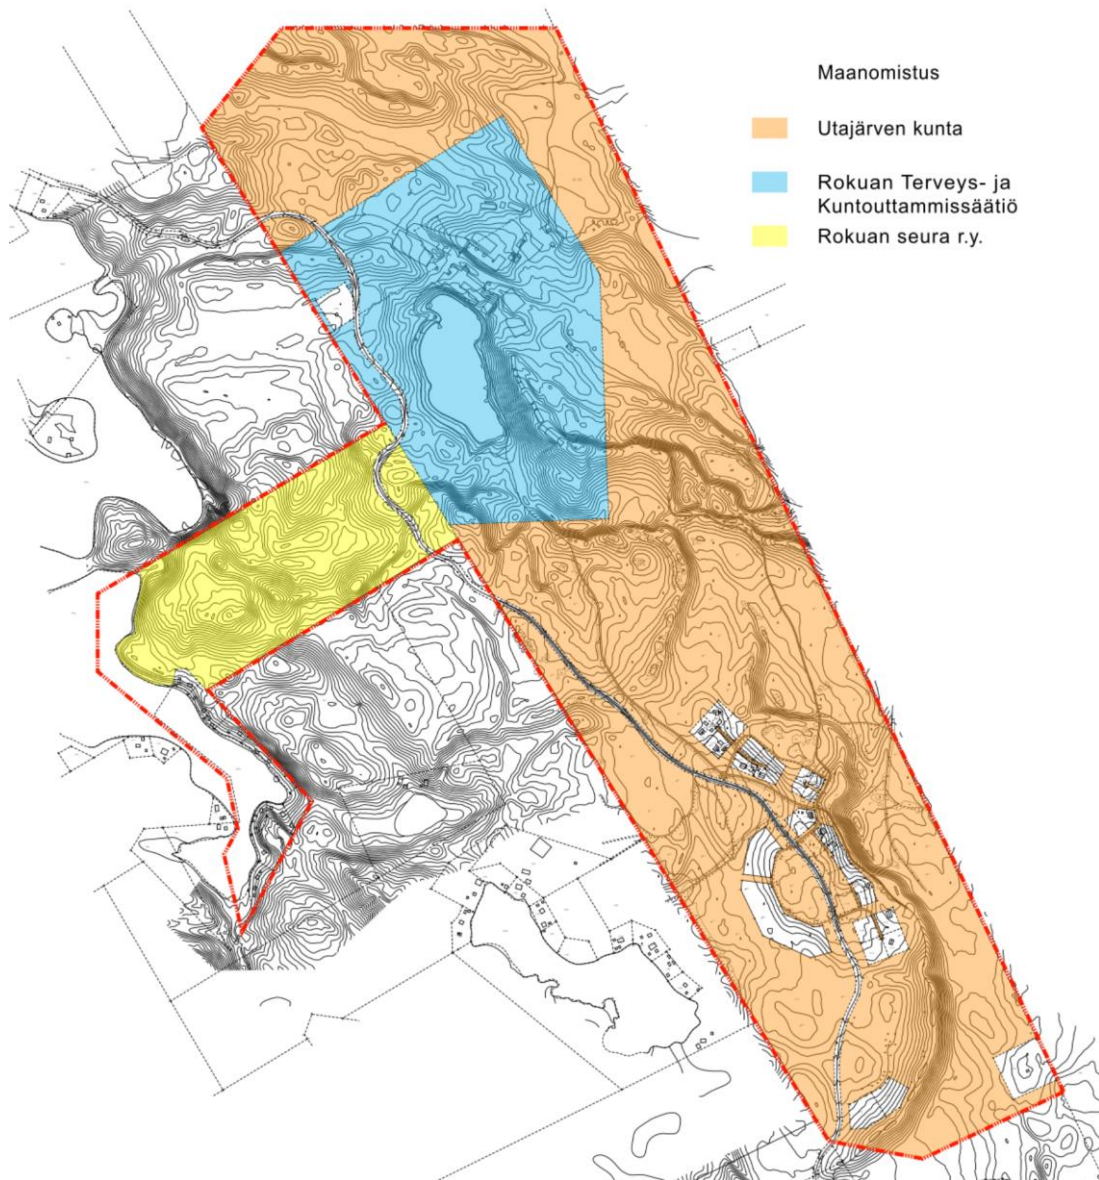 Maanomistus
Utajärven kunta
Rokuan Terveys- ja
Kuntouttammissäätiö
Rokuan seura r.y.